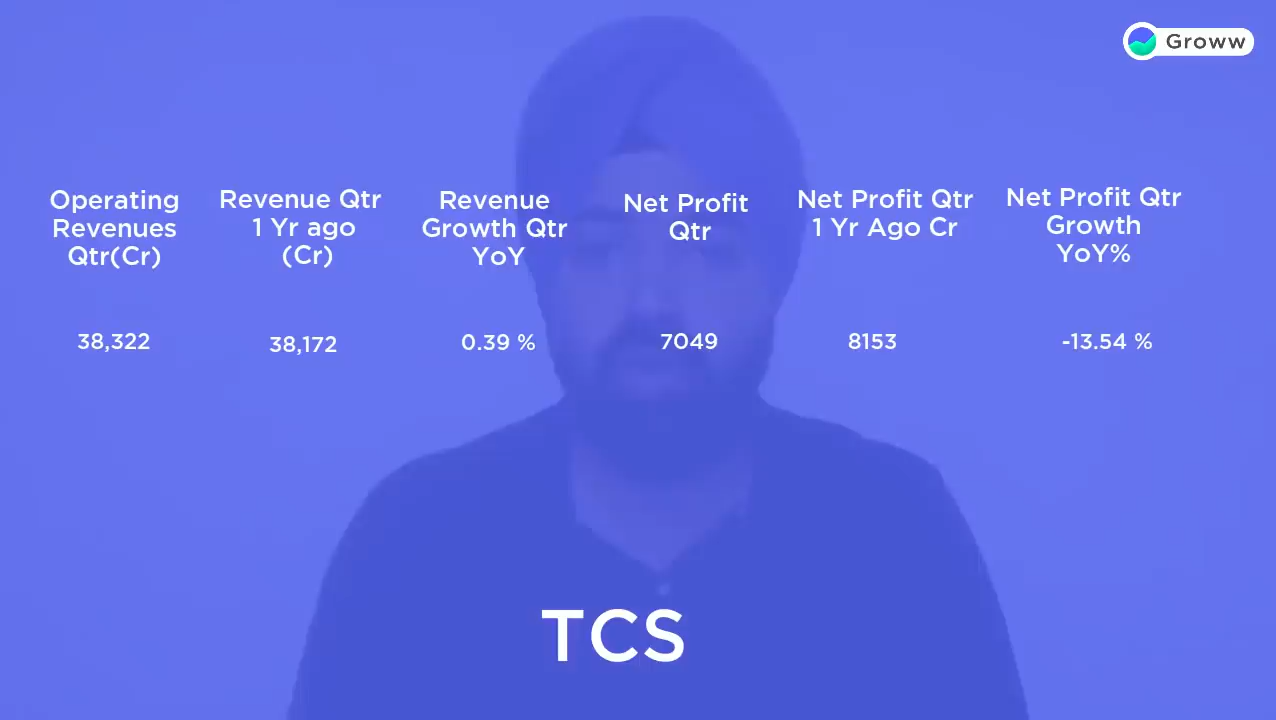 Groww
Operating
Revenues
Qtr(Cr)
Revenue Qtr
1 Yr ago
(Cr)
Revenue
Growth Qtr
YoY
Net Profit
Qtr
Net Profit Qtr
1 Yr Ago Cr
Net Profit Qtr
Growth
YoY%
38,322
38,172
0.39 %
7049
8153
-13.54 %
TCS